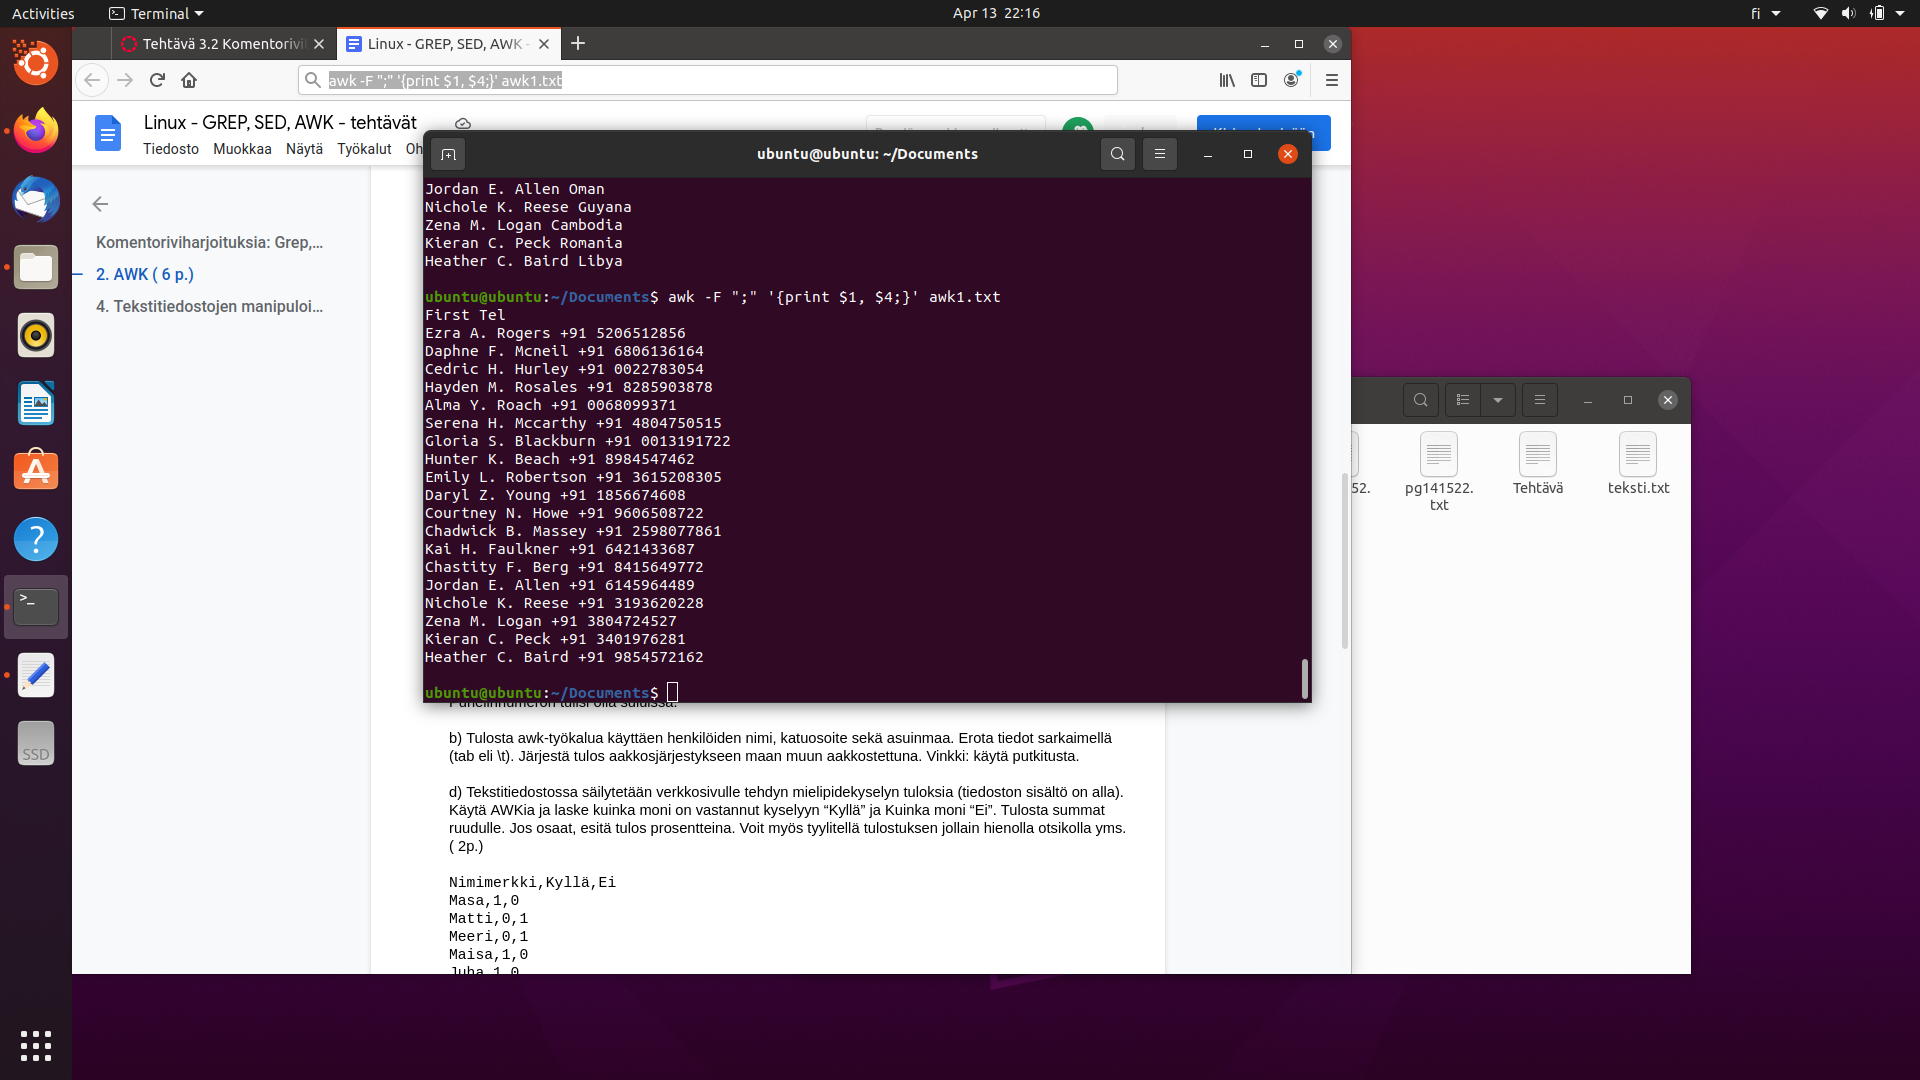 Activities
Terminal
Apr 13 22:16
fi
Tehtävä 3.2 Komentorivi
Linux - GREP, SED, AWK -
awk -F ";" '{print $1, $4;}' awk1.txt
Linux - GREP, SED, AWK - tehtävät
Tiedosto Muokkaa Näytä Työkalut Oh
ubuntu@ubuntu: ~/Documents
Komentoriviharjoituksia: Grep,...
2. AWK ( 6 p.)
4. Tekstitiedostojen manipuloi...
Jordan E. Allen Oman
Nichole K. Reese Guyana
Zena M. Logan Cambodia
Kieran C. Peck Romania
Heather C. Baird Libya
ubuntu@ubuntu:~/Documents$ awk -F ";" '{print $1, $4;}' awk1.txt
First Tel
Ezra A. Rogers +91 5206512856
Daphne F. Mcneil +91 6806136164
Cedric H. Hurley +91 0022783054
Hayden M. Rosales +91 8285903878
Alma Y. Roach +91 0068099371
Serena H. Mccarthy +91 4804750515
Gloria S. Blackburn +91 0013191722
Hunter K. Beach +91 8984547462
Emily L. Robertson +91 3615208305
Daryl Z. Young +91 1856674608
Courtney N. Howe +91 9606508722
Chadwick B. Massey +91 2598077861
Kai H. Faulkner +91 6421433687
Chastity F. Berg +91 8415649772
Jordan E. Allen +91 6145964489
Nichole K. Reese +91 3193620228
Zena M. Logan +91 3804724527
Kieran C. Peck +91 3401976281
Heather C. Baird +91 9854572162
ubuntu@ubuntu:~/Documents$
52.
pg141522.
txt
Tehtävä
teksti.txt
SSD
Puhelinnumeron tulisi olla suluissa.
b) Tulosta awk-työkalua käyttäen henkilöiden nimi, katuosoite sekä asuinmaa. Erota tiedot sarkaimellä
(tab eli \t). Järjestä tulos aakkosjärjestykseen maan muun aakkostettuna. Vinkki: käytä putkitusta.
d) Tekstitiedostossa säilytetään verkkosivulle tehdyn mielipidekyselyn tuloksia (tiedoston sisältö on alla).
Käytä AWKia ja laske kuinka moni on vastannut kyselyyn “Kyllä” ja Kuinka moni “Ei”. Tulosta summat
ruudulle. Jos osaat, esitä tulos prosentteina. Voit myös tyylitellä tulostuksen jollain hienolla otsikolla yms.
( 2p.)
Nimimerkki,Kyllä,Ei
Masa,1,0
Matti,0,1
Meeri,0,1
Maisa,1,0
Juha,1,0